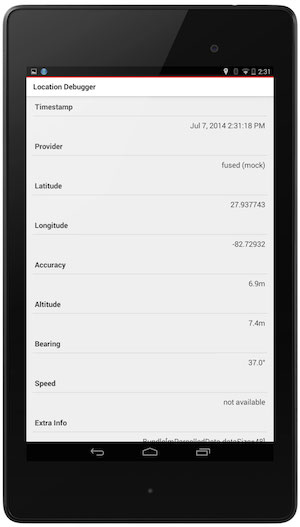 2:31
Location Debugger
Timestamp
Jul 7, 2014 2:31:18 PM
Provider
fused (mock)
Latitude
27.937743
Longitude
-82.72932
Accuracy
6.9m
Altitude
7.4m
Bearing
37.0°
Speed
not available
Extra Info